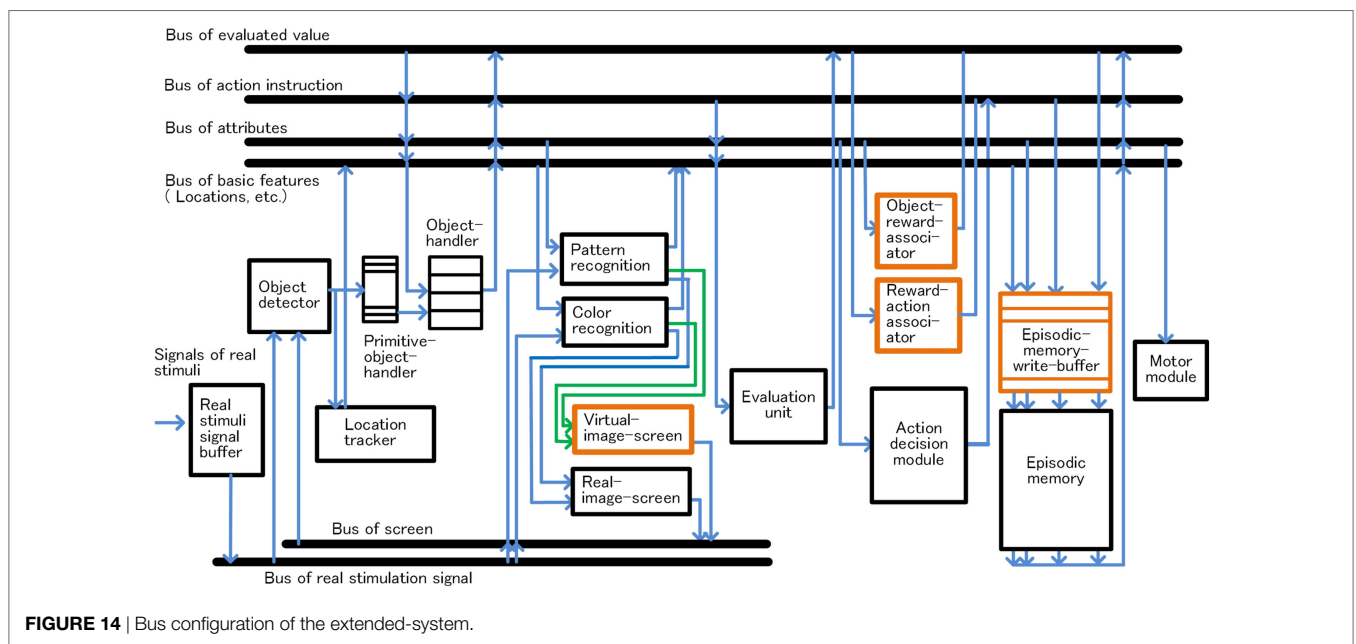 Bus of evaluated value
Bus of action instruction
Bus of attributes
Bus of basic features
( Locations, etc.)
Object-
handler
Object
detector
Primitive-
object-
handler
Signals of real
stimuli
Real
stimuli
signal
buffer
Location
tracker
Pattern
recognition
Color
recognition
Virtual-
image-screen
Real-
image-screen
Evaluation
unit
Object-
reward-
associ-
ator
Reward-
action
associator
Action
decision
module
Episodic-
memory-
write-buffer
Episodic
memory
Motor
module
Bus of screen
Bus of real stimulation signal
FIGURE 14 | Bus configuration of the extended-system.